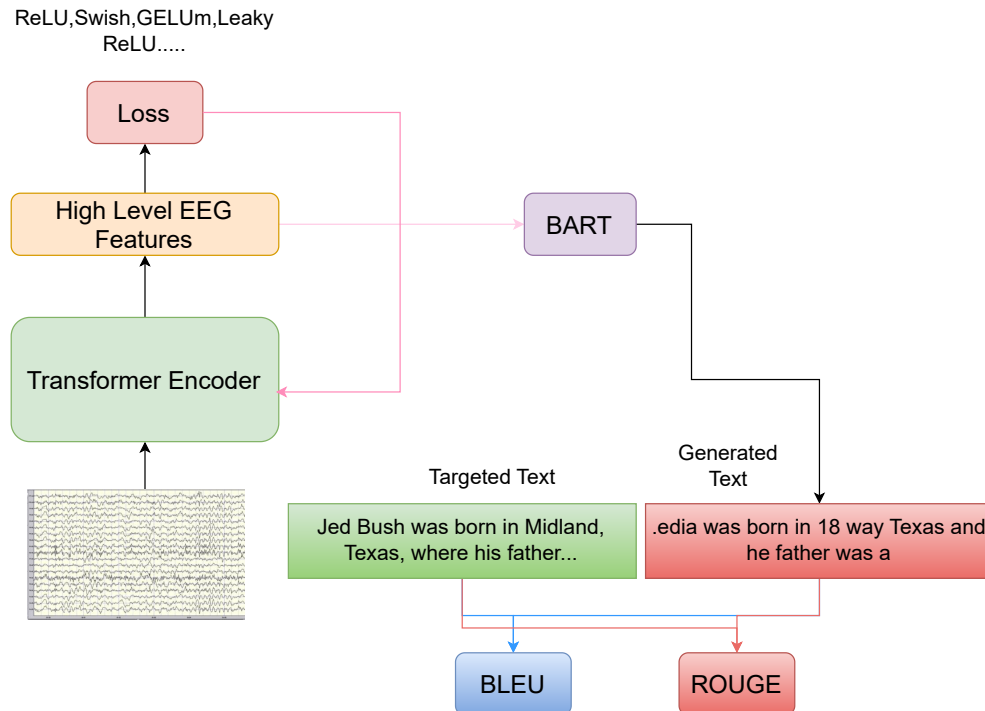 ReLU,Swish,GELUm,Leaky
ReLU.....
Loss
High Level EEG
Features
BART
Transformer Encoder
Targeted Text
Generated
Text
Jed Bush was born in Midland,
Texas, where his father...
.edia was born in 18 way Texas and
he father was a
BLEU
ROUGE